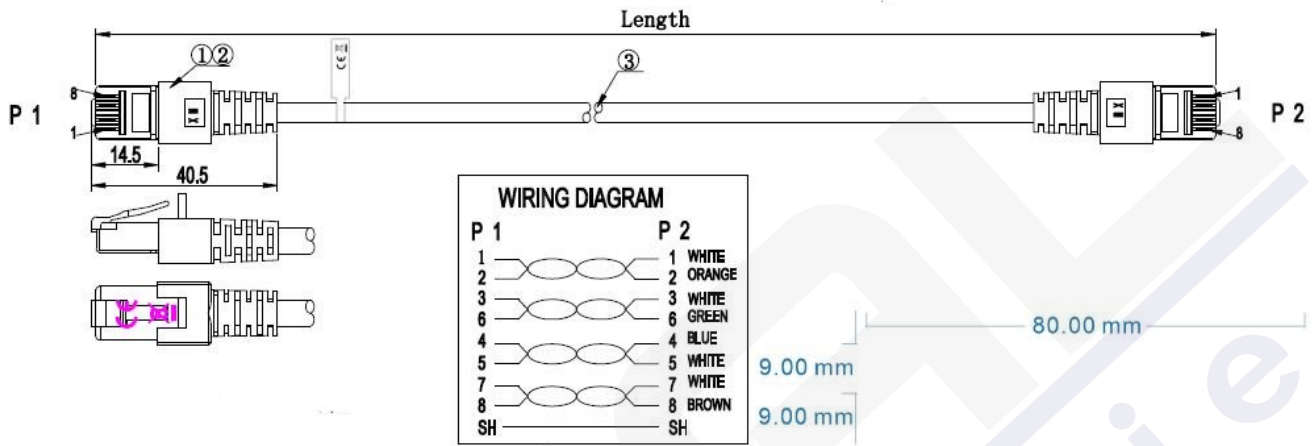 Length
①②
③
CE
P 1
8
1
1
8
P 2
14.5
40.5
WIRING DIAGRAM
P 1 P 2
1 1 WHITE
2 2 ORANGE
3 3 WHITE
6 6 GREEN
4 4 BLUE
5 5 WHITE
7 7 WHITE
8 8 BROWN
SH SH
CE
80.00 mm
9.00 mm
9.00 mm